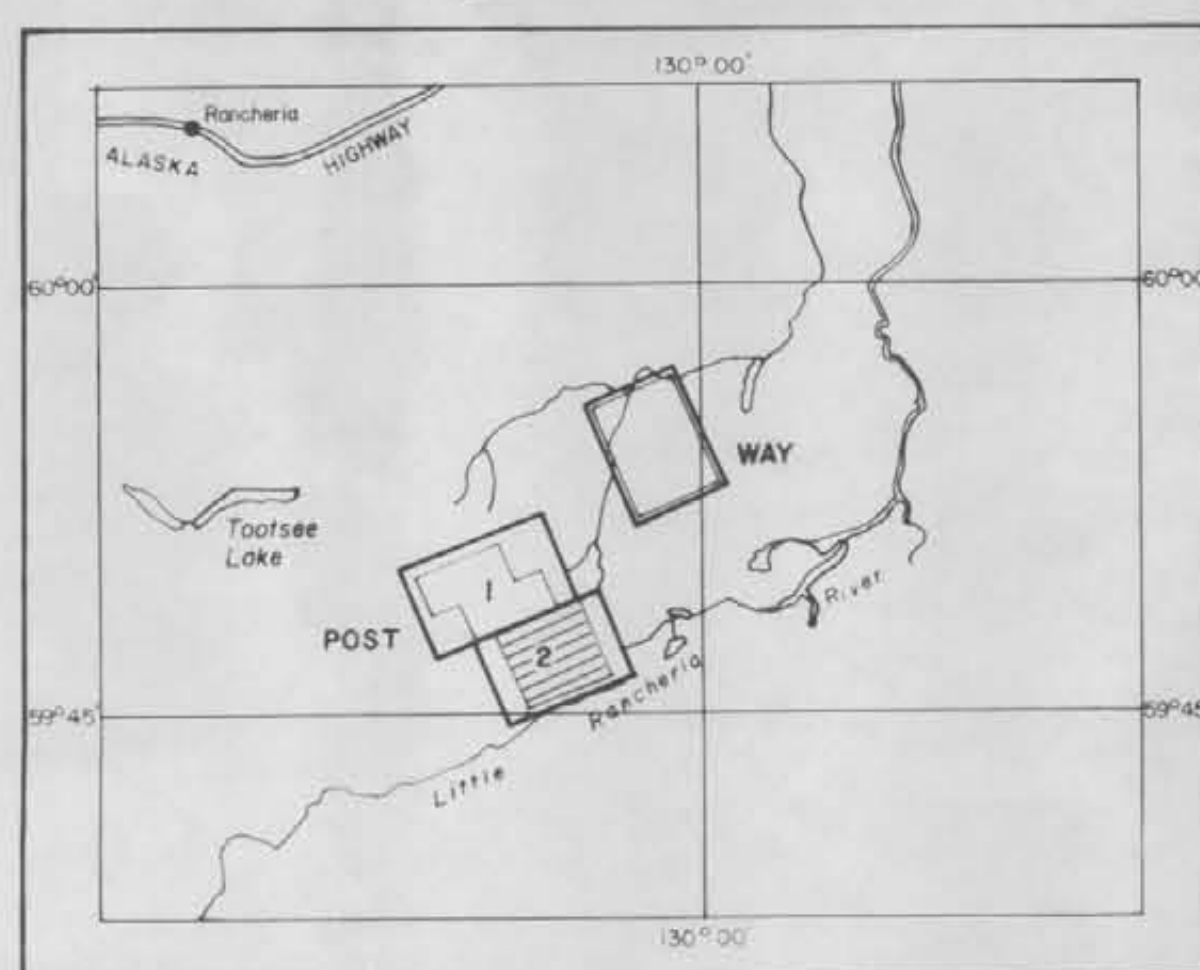 130° 00'
Rancheria
ALASKA HIGHWAY
60°00'
60°00'
WAY
Tootsee
Lake
1
POST
2
River
Rancheria
59°45'
59°45
Little
130° 00'